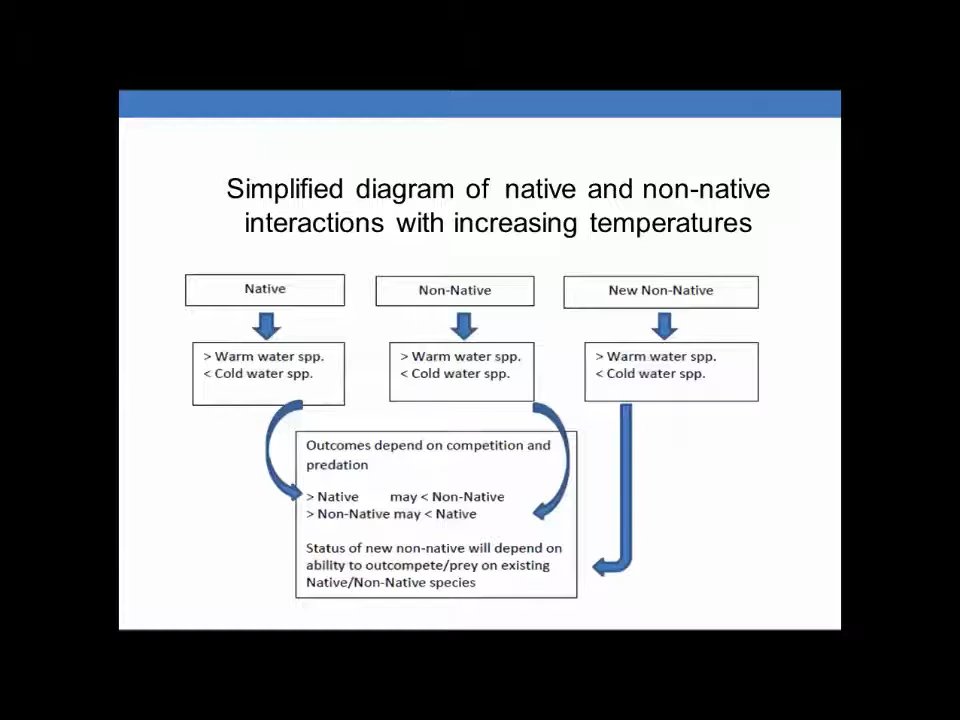 Simplified diagram of native and non-native
interactions with increasing temperatures
Native
Non-Native
New Non-Native
> Warm water spp.
< Cold water spp.
> Warm water spp.
< Cold water spp.
> Warm water spp.
< Cold water spp.
Outcomes depend on competition and
predation
> Native may < Non-Native
> Non-Native may < Native
Status of new non-native will depend on
ability to outcompete/prey on existing
Native/Non-Native species